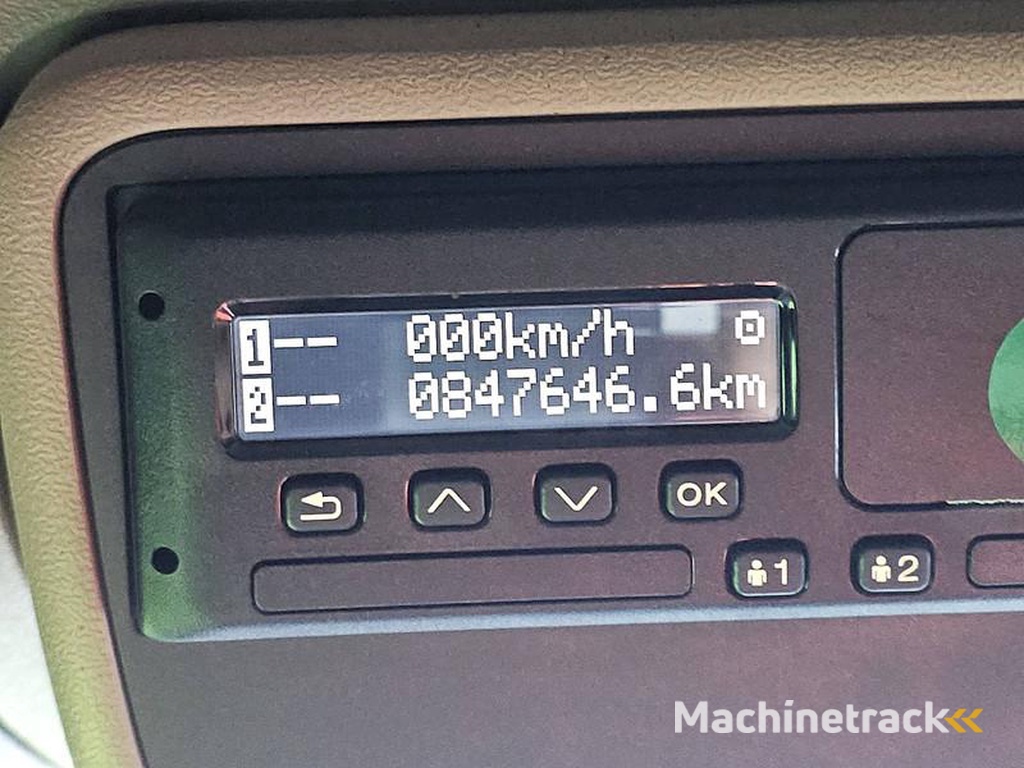 1-- 000km/h
2-- 0847646.6km
OK
1 2
Machinetrack